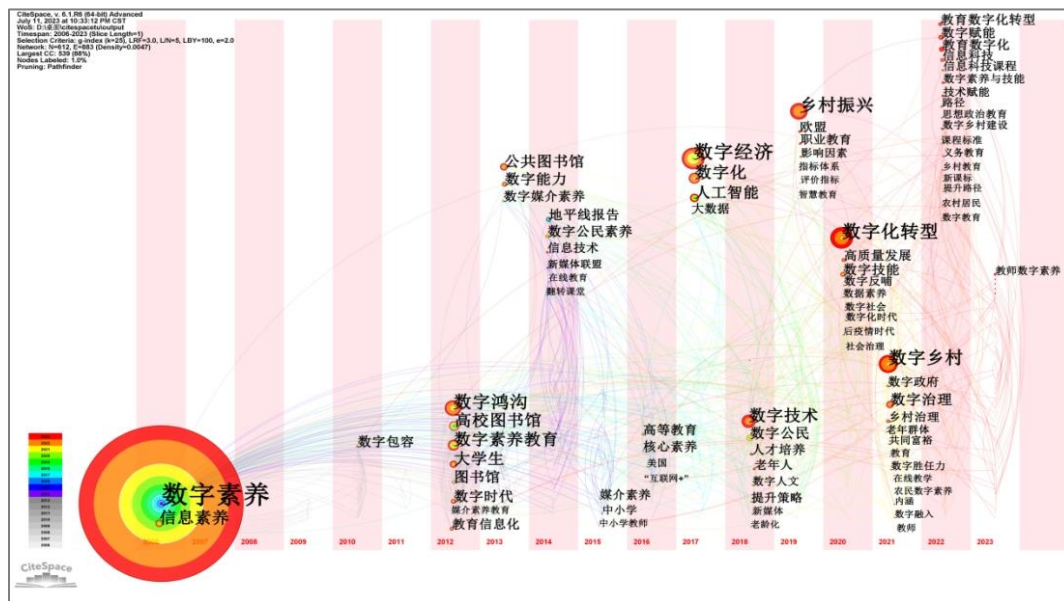 CiteSpace, v. 6.1.R6 (64-bit) Advanced
July 11, 2023 at 10:33:12 PM CST
WoS: D:\桌面\citespace\output
Timespan: 2006-2023 (Slice Length=1)
Selection Criteria: g-index (k=25), LRF=3.0, L/N=5, LBY=100, e=2.0
Network: N=612, E=883 (Density=0.0047)
Largest CC: 539 (88%)
Nodes Labeled: 1.0%
Pruning: Pathfinder
数字素养
信息素养
数字包容
数字鸿沟
高校图书馆
数字素养教育
大学生
图书馆
数字时代
媒介素养教育
教育信息化
公共图书馆
数字能力
数字媒介素养
地平线报告
数字公民素养
信息技术
新媒体联盟
在线教育
翻转课堂
媒介素养
中小学
中小学教师
高等教育
核心素养
美国
“互联网+”
数字经济
数字化
人工智能
大数据
数字技术
数字公民
人才培养
老年人
数字人文
提升策略
新媒体
老龄化
乡村振兴
欧盟
职业教育
影响因素
指标体系
评价指标
智慧教育
数字化转型
高质量发展
数字技能
数字反哺
数据素养
数字社会
数字化时代
后疫情时代
社会治理
数字乡村
数字政府
数字治理
乡村治理
老年群体
共同富裕
教育
数字胜任力
在线教学
农民数字素养
内涵
数字融入
教师
教育数字化转型
数字赋能
教育数字化
信息科技
信息科技课程
数字素养与技能
技术赋能
路径
思想政治教育
数字乡村建设
课程标准
义务教育
乡村教育
新课标
提升路径
农村居民
数字教育
教师数字素养
2006 2007 2008 2009 2010 2011 2012 2013 2014 2015 2016 2017 2018 2019 2020 2021 2022 2023
CiteSpace